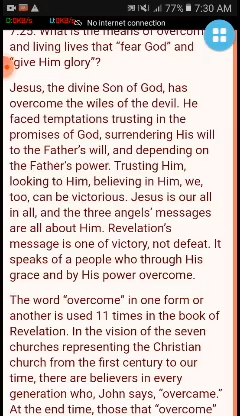 77% 7:30 AM
No internet connection
7:25. What is the means of
and living lives that "fear God" and
"give Him glory"?
Jesus, the divine Son of God, has
overcome the wiles of the devil. He
faced temptations trusting in the
promises of God, surrendering His will
to the Father's will, and depending on
the Father's power. Trusting Him,
looking to Him, believing in Him, we,
too, can be victorious. Jesus is our all
in all, and the three angels' messages
are all about Him. Revelation's
message is one of victory, not defeat. It
speaks of a people who through His
grace and by His power overcome.
The word "overcome" in one form or
another is used 11 times in the book of
Revelation. In the vision of the seven
churches representing the Christian
church from the first century to our
time, there are believers in every
generation who, John says, "overcame."
At the end time, those that "overcome"